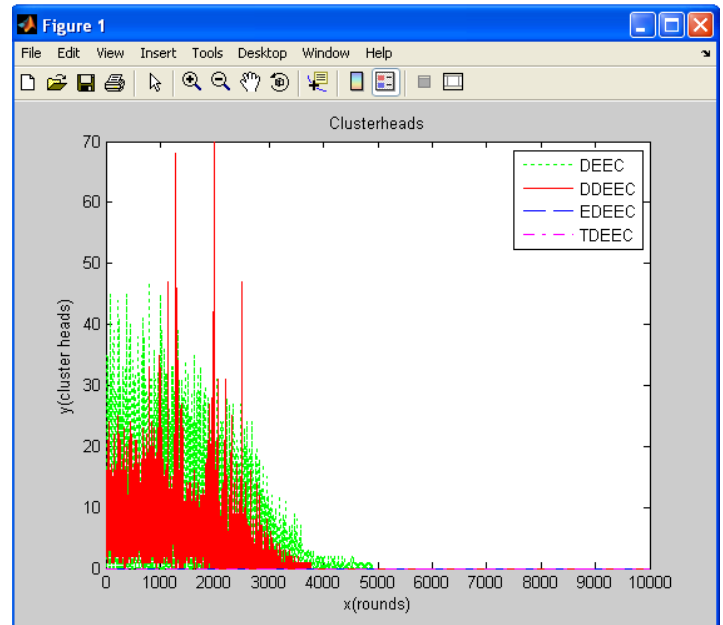 Figure 1
File Edit View Insert Tools Desktop Window Help
Clusterheads
70
60
50
40
30
20
10
0
y(cluster heads)
DEEC
DDEEC
EDEEC
TDEEC
0 1000 2000 3000 4000 5000 6000 7000 8000 9000 10000
x(rounds)